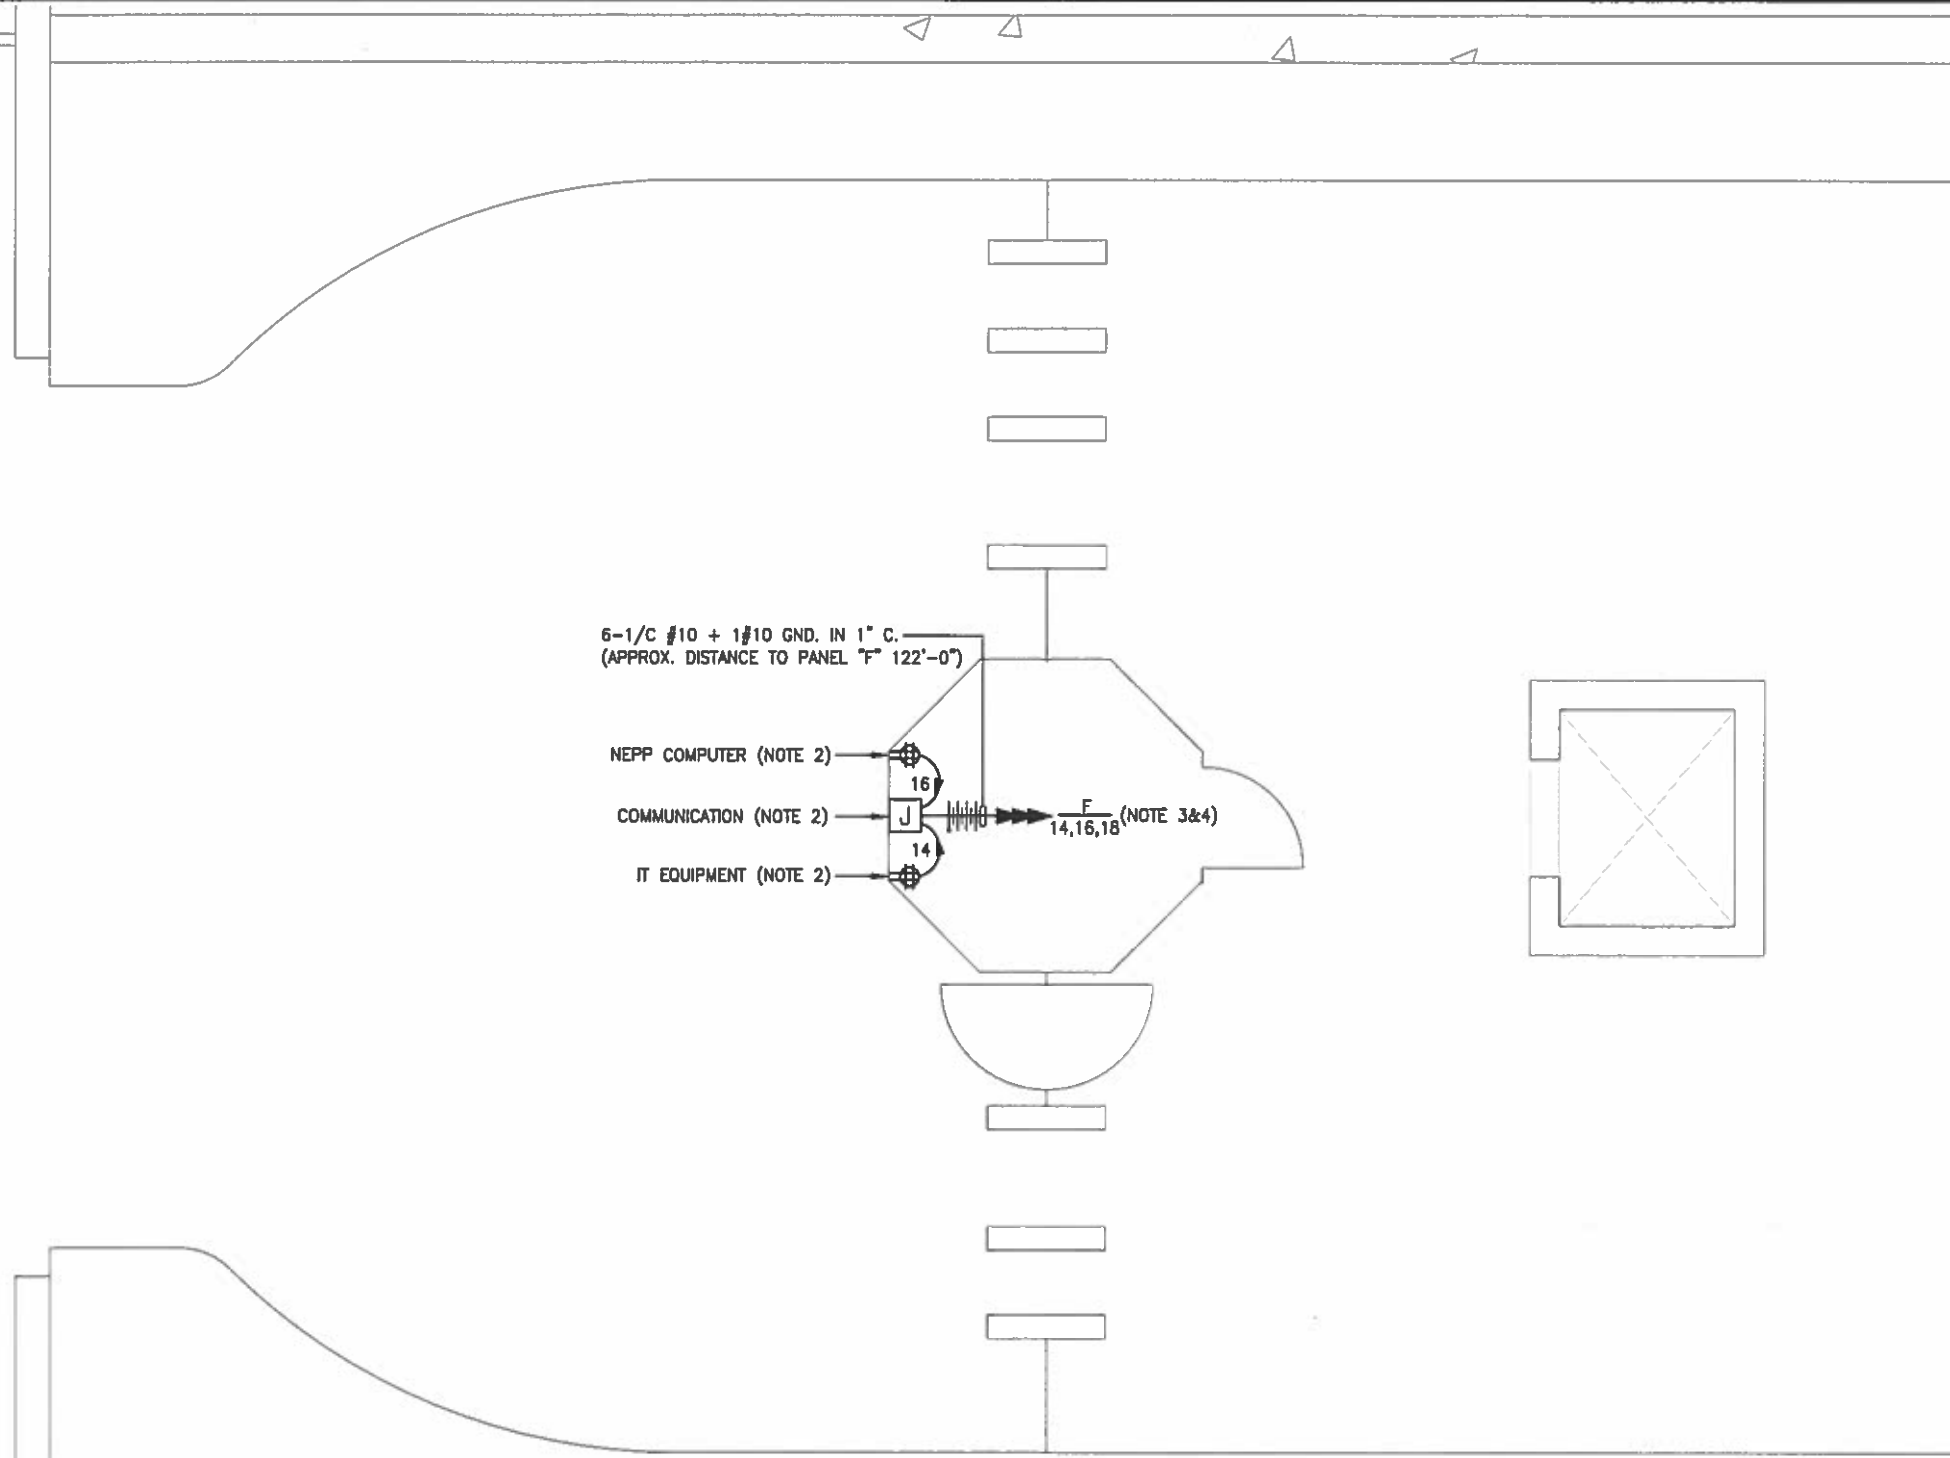 6-1/C #10 + 1#10 GND. IN 1" C.
(APPROX. DISTANCE TO PANEL "F" 122'-0")
NEPP COMPUTER (NOTE 2)
16
COMMUNICATION (NOTE 2)
J
F
14,16,18 (NOTE 3&4)
14
IT EQUIPMENT (NOTE 2)